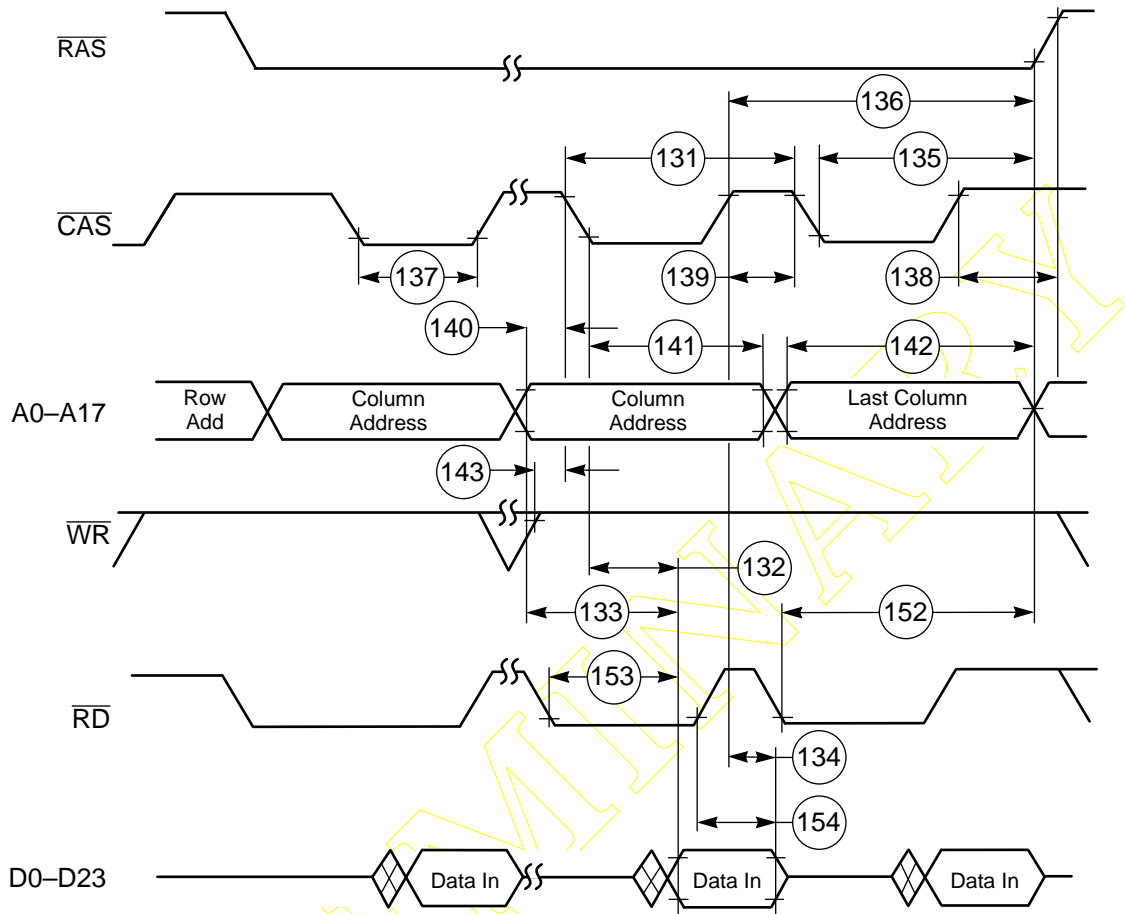 RAS
136
131
135
CAS
137
139
138
140
141
142
A0–A17
Row
Add
Column
Address
Column
Address
Last Column
Address
143
WR
132
133
152
153
RD
134
154
D0–D23
Data In
Data In
Data In